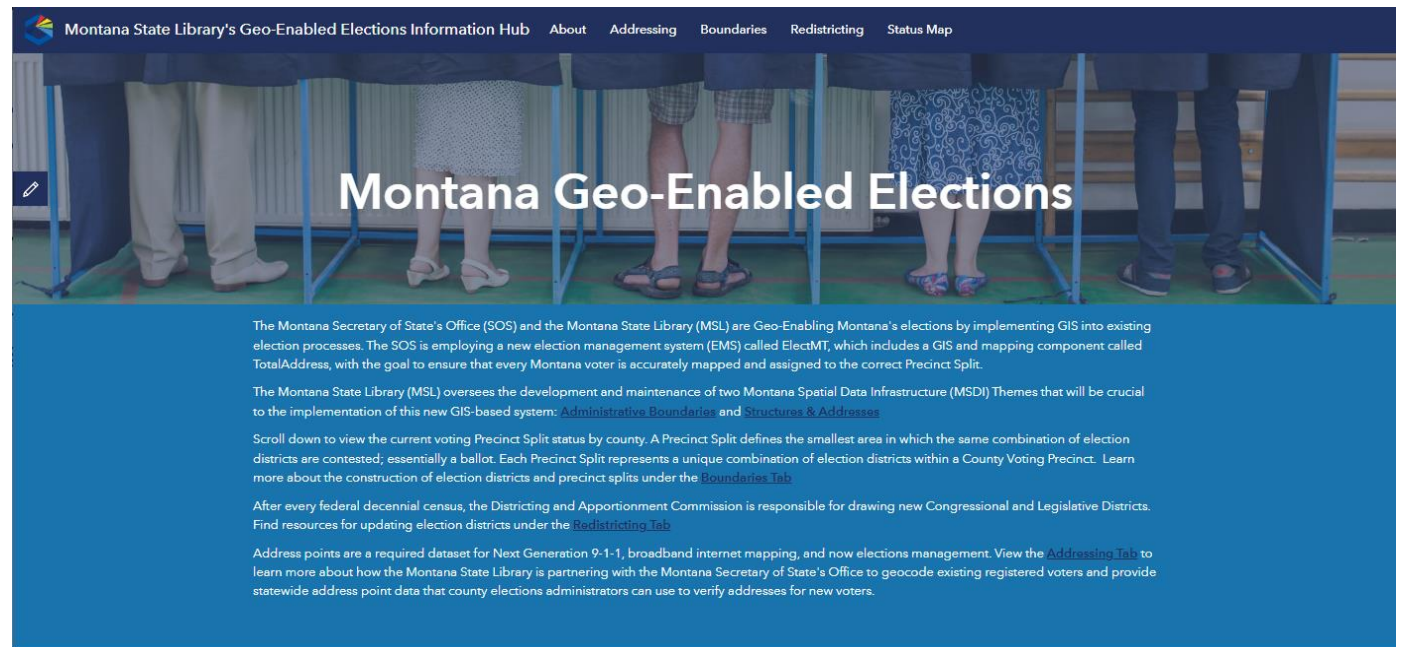 Montana State Library's Geo-Enabled Elections Information Hub About Addressing Boundaries Redistricting Status Map
Montana Geo-Enabled Elections
The Montana Secretary of State's Office (SOS) and the Montana State Library (MSL) are Geo-Enabling Montana's elections by implementing GIS into existing
election processes. The SOS is employing a new election management system (EMS) called ElectMT, which includes a GIS and mapping component called
TotalAddress, with the goal to ensure that every Montana voter is accurately mapped and assigned to the correct Precinct Split.
The Montana State Library (MSL) oversees the development and maintenance of two Montana Spatial Data Infrastructure (MSDI) Themes that will be crucial
to the implementation of this new GIS-based system: Administrative Boundaries and Structures & Addresses
Scroll down to view the current voting Precinct Split status by county. A Precinct Split defines the smallest area in which the same combination of election
districts are contested; essentially a ballot. Each Precinct Split represents a unique combination of election districts within a County Voting Precinct. Learn
more about the construction of election districts and precinct splits under the Boundaries Tab
After every federal decennial census, the Districting and Apportionment Commission is responsible for drawing new Congressional and Legislative Districts.
Find resources for updating election districts under the Redistricting Tab
Address points are a required dataset for Next Generation 9-1-1, broadband internet mapping, and now elections management. View the Addressing Tab to
learn more about how the Montana State Library is partnering with the Montana Secretary of State's Office to geocode existing registered voters and provide
statewide address point data that county elections administrators can use to verify addresses for new voters.